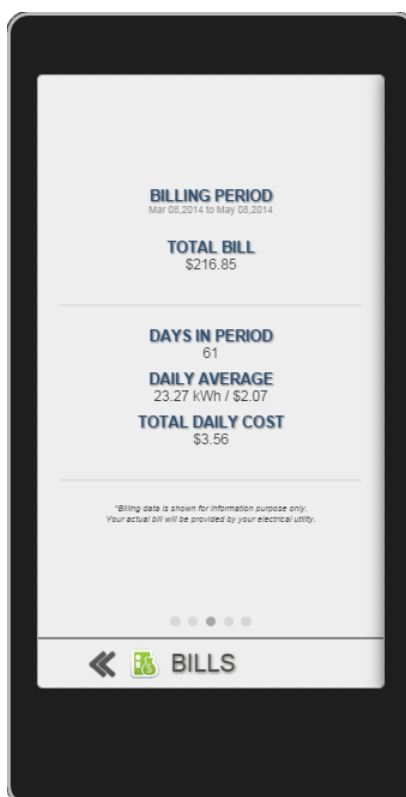 BILLING PERIOD
Mar 08,2014 to May 08,2014
TOTAL BILL
$216.85
DAYS IN PERIOD
61
DAILY AVERAGE
23.27 kWh / $2.07
TOTAL DAILY COST
$3.56
*Billing data is shown for information purpose only.
Your actual bill will be provided by your electrical utility.
BILLS